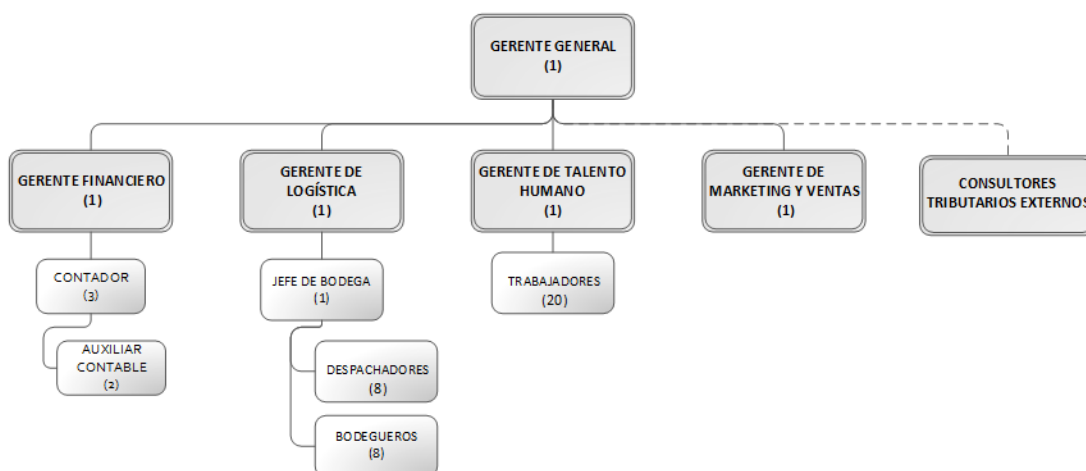 GERENTE GENERAL
(1)
GERENTE FINANCIERO
(1)
GERENTE DE
LOGÍSTICA
(1)
GERENTE DE TALENTO
HUMANO
(1)
GERENTE DE
MARKETING Y VENTAS
(1)
CONSULTORES
TRIBUTARIOS EXTERNOS
CONTADOR
(3)
AUXILIAR
CONTABLE
(2)
JEFE DE BODEGA
(1)
DESPACHADORES
(8)
BODEGUEROS
(8)
TRABAJADORES
(20)